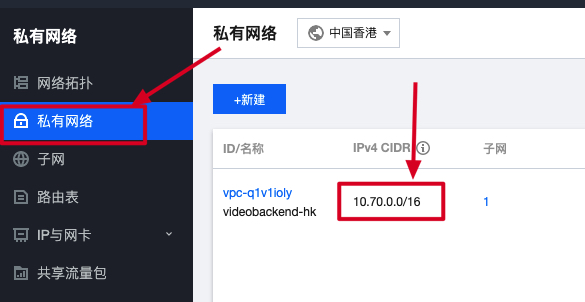 私有网络
网络拓扑
私有网络
子网
路由表
IP与网卡
共享流量包
私有网络
中国香港
+新建
ID/名称
IPv4 CIDR
子网
vpc-q1v1ioly
videobackend-hk
10.70.0.0/16
1